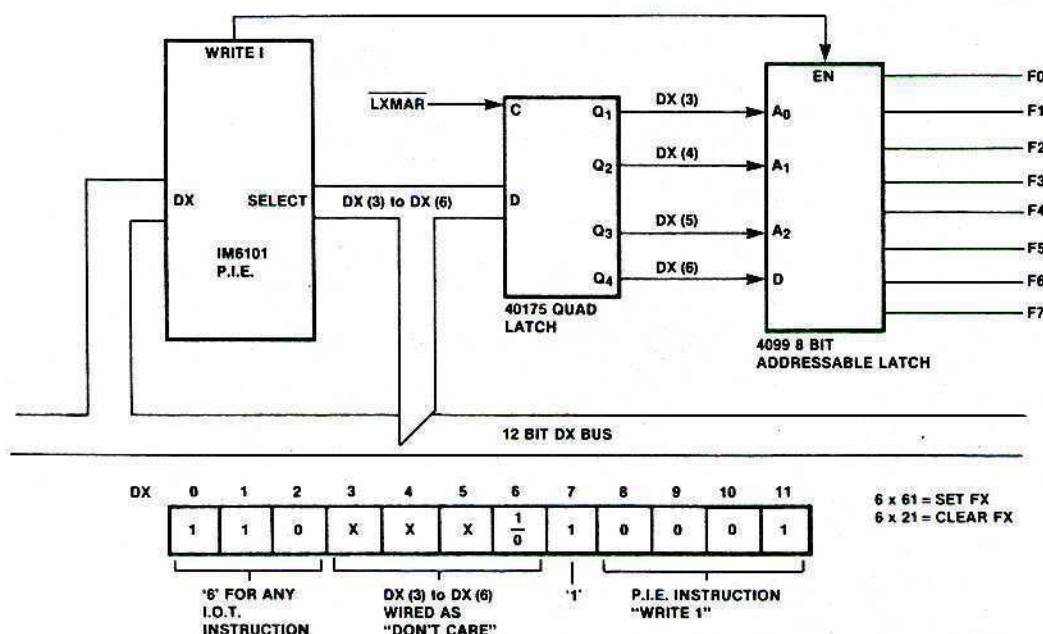 WRITE I
EN
F0
F1
F2
F3
F4
F5
F6
F7
LXMAR
C
Q1
DX (3)
A0
Q2
DX (4)
A1
DX
SELECT
DX (3) to DX (6)
D
Q3
DX (5)
A2
IM6101
P.I.E.
Q4
DX (6)
D
40175 QUAD
LATCH
4099 8 BIT
ADDRESSABLE LATCH
12 BIT DX BUS
DX 0 1 2 3 4 5 6 7 8 9 10 11
1 1 0 X X X 1/0 1 0 0 0 1
6 x 61 = SET FX
6 x 21 = CLEAR FX
'6' FOR ANY
I.O.T.
INSTRUCTION
DX (3) to DX (6)
WIRED AS
"DON'T CARE"
'1'
P.I.E. INSTRUCTION
"WRITE 1"